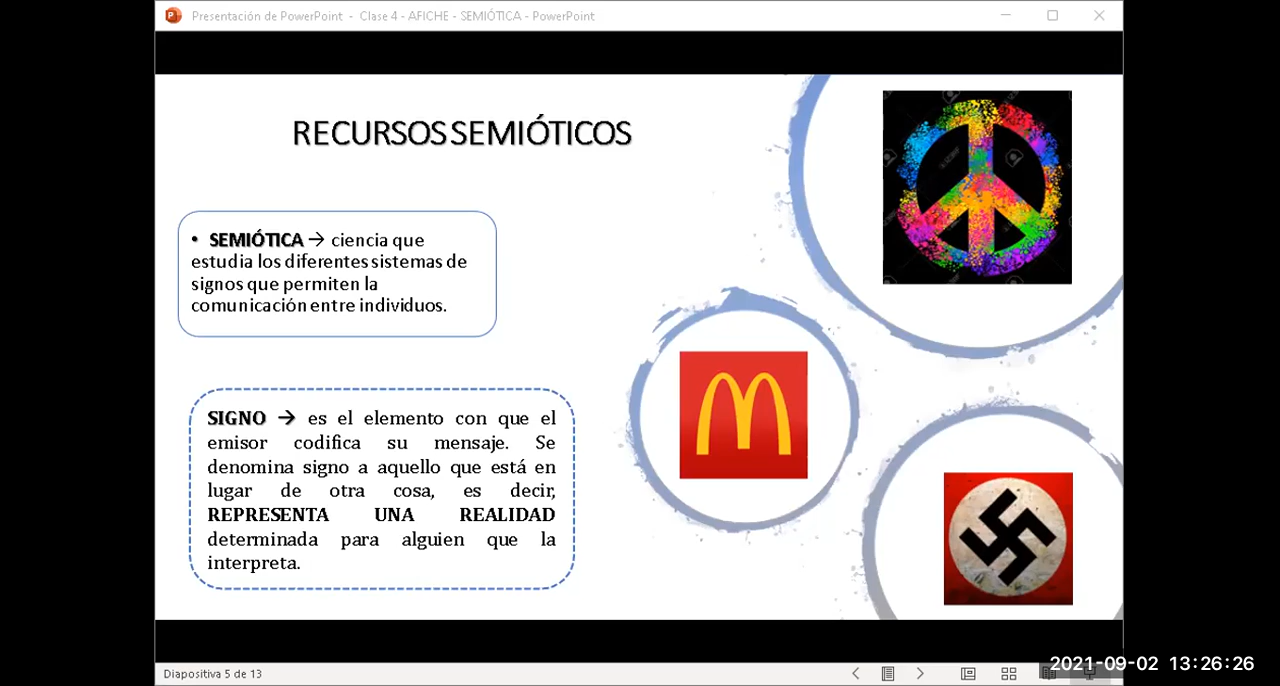 Presentación de PowerPoint - Clase 4 - AFICHE - SEMIÓTICA - PowerPoint
RECURSOS SEMIÓTICOS
• SEMIÓTICA → ciencia que
estudia los diferentes sistemas de
signos que permiten la
comunicación entre individuos.
SIGNO → es el elemento con que el
emisor codifica su mensaje. Se
denomina signo a aquello que está en
lugar de otra cosa, es decir,
REPRESENTA UNA REALIDAD
determinada para alguien que la
interpreta.
Diapositiva 5 de 13
2021-09-02 13:26:26